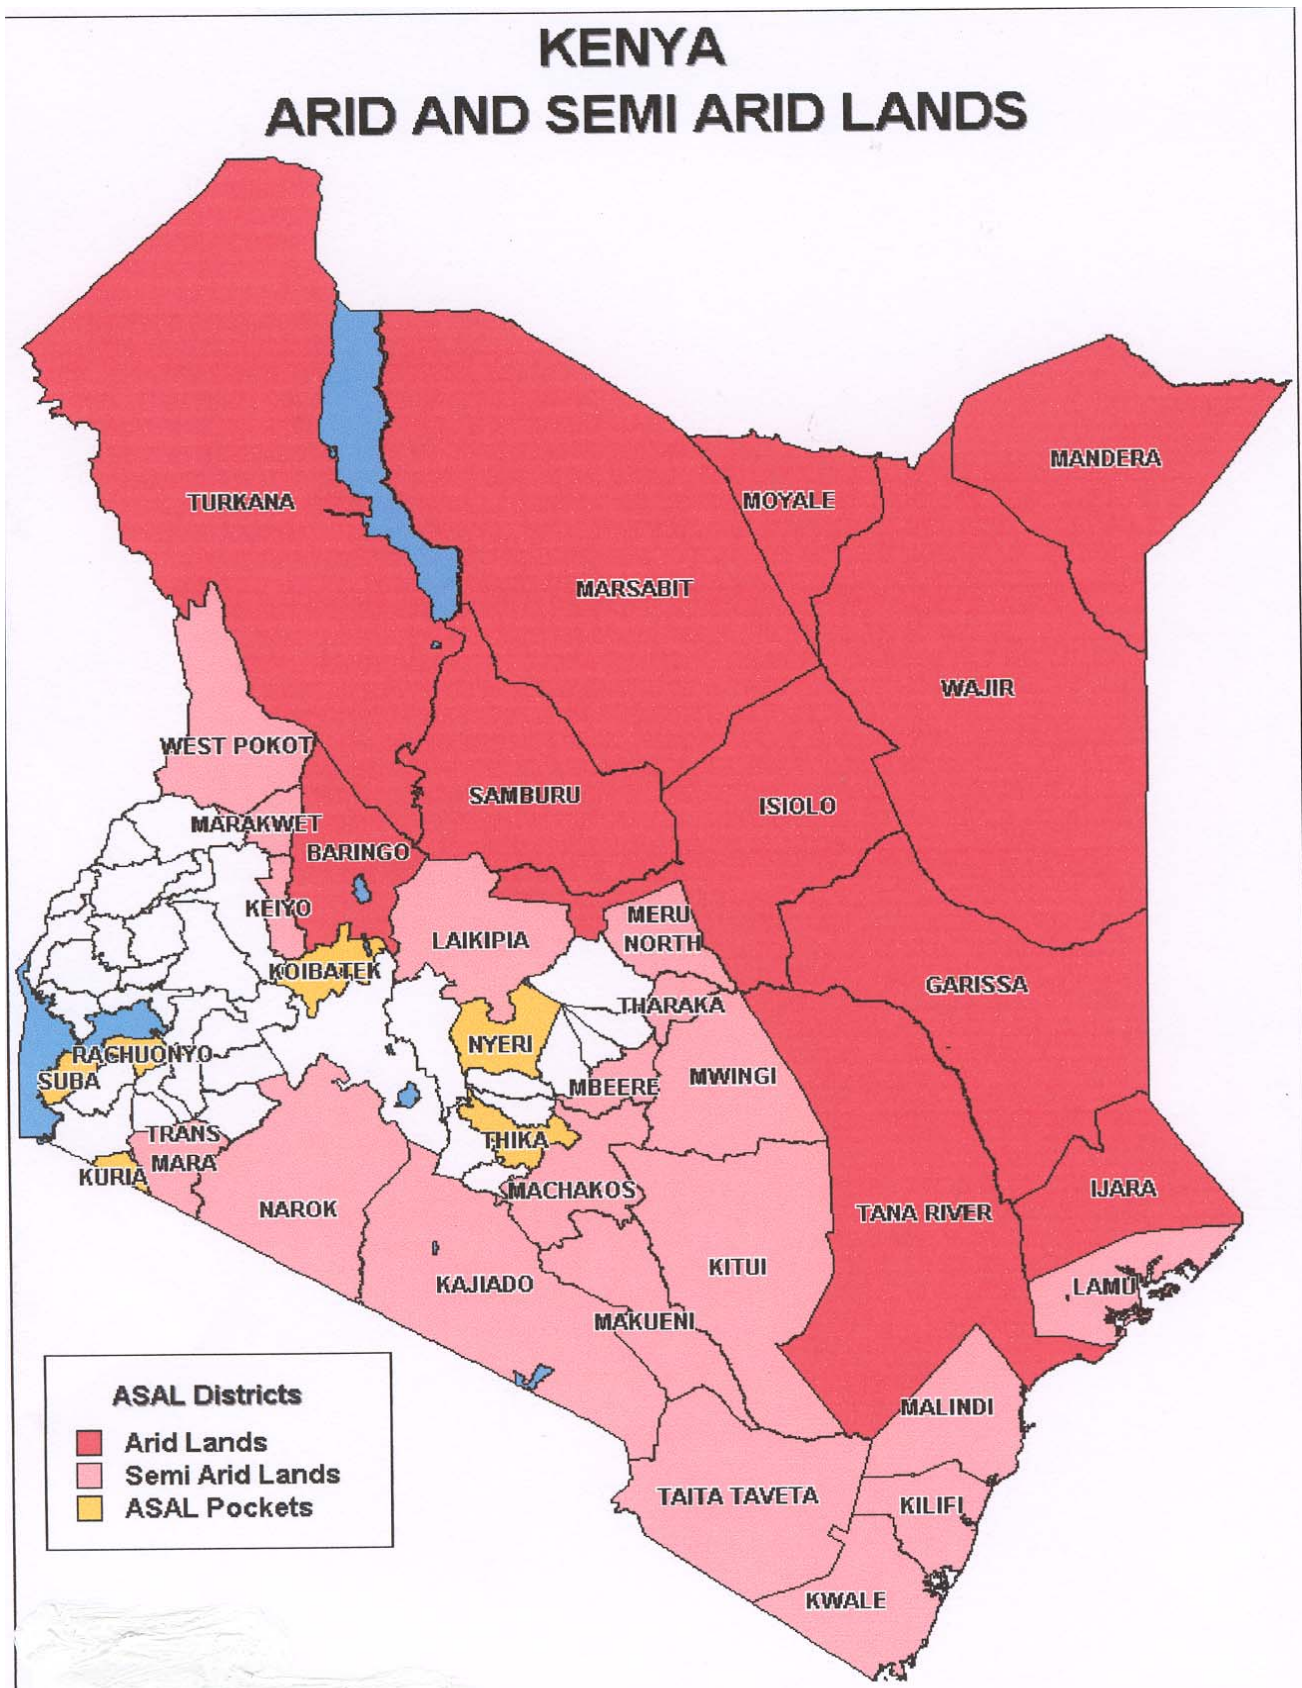 KENYA
ARID AND SEMI ARID LANDS
MANDERA
TURKANA
MOYALE
MARSABIT
WAJIR
WEST POKOT
SAMBURU
ISIOLO
MARAKWET
BARINGO
KEIYO
MERU
NORTH
LAIKIPIA
KOIBATEK
GARISSA
THARAKA
NYERI
RACHUONYO
SUBA
MBEERE
MWINGI
TRANS
MARA
THIKA
KURIA
MACHAKOS
IJARA
NAROK
TANA RIVER
KITUI
KAJIADO
LAMU
MAKUENI
MALINDI
TAITA TAVETA
KILIFI
KWALE
ASAL Districts
Arid Lands
Semi Arid Lands
ASAL Pockets